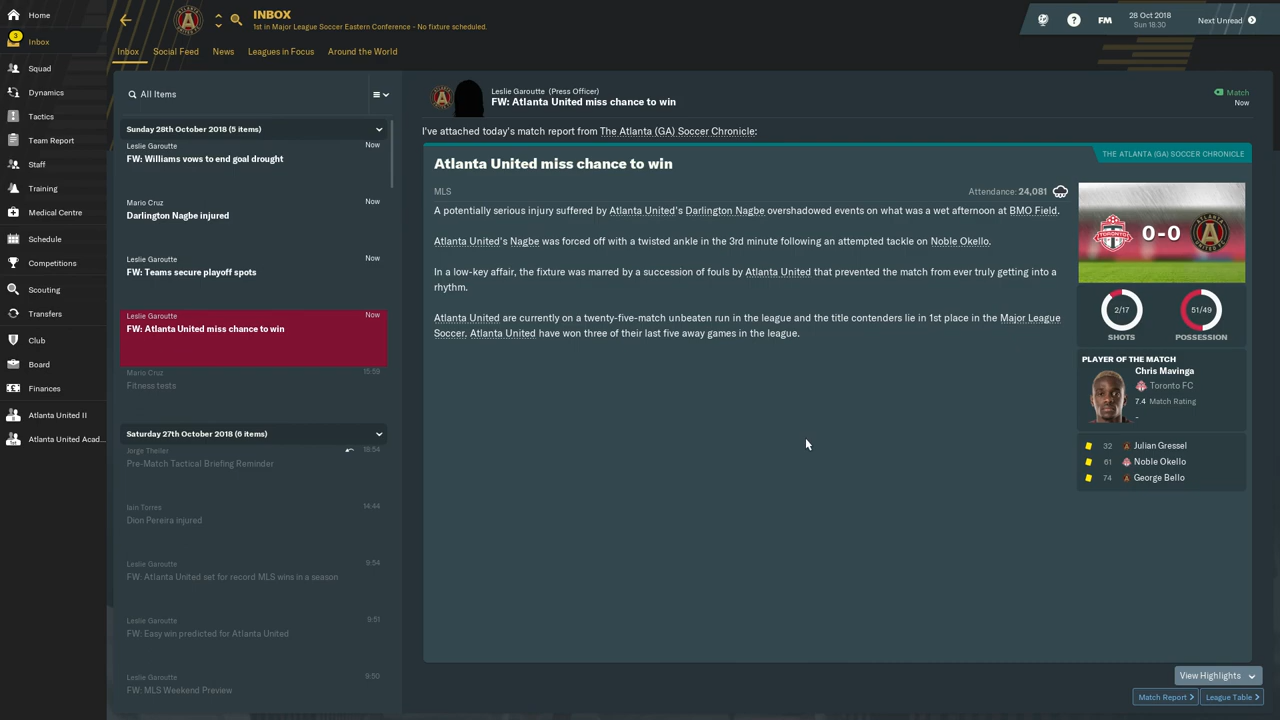 Home
3
Inbox
Squad
Dynamics
Tactics
Team Report
Staff
Training
Medical Centre
Schedule
Competitions
Scouting
Transfers
Club
Board
Finances
Atlanta United II
Atlanta United Acad...
INBOX
1st in Major League Soccer Eastern Conference - No fixture scheduled.
?
FM
28 Oct 2018
Sun 18:30
Next Unread
Inbox
Social Feed
News
Leagues in Focus
Around the World
All Items
Sunday 28th October 2018 (5 items)
Leslie Garoutte
Now
FW: Williams vows to end goal drought
Mario Cruz
Now
Darlington Nagbe injured
Leslie Garoutte
Now
FW: Teams secure playoff spots
Leslie Garoutte
Now
FW: Atlanta United miss chance to win
Mario Cruz
15:59
Fitness tests
Saturday 27th October 2018 (6 items)
Jorge Theiler
18:54
Pre-Match Tactical Briefing Reminder
Iain Torres
14:44
Dion Pereira injured
Leslie Garoutte
9:54
FW: Atlanta United set for record MLS wins in a season
Leslie Garoutte
9:51
FW: Easy win predicted for Atlanta United
Leslie Garoutte
9:50
FW: MLS Weekend Preview
Leslie Garoutte (Press Officer)
FW: Atlanta United miss chance to win
Match
Now
I've attached today's match report from The Atlanta (GA) Soccer Chronicle:
Atlanta United miss chance to win
THE ATLANTA (GA) SOCCER CHRONICLE
MLS
Attendance: 24,081
A potentially serious injury suffered by Atlanta United's Darlington Nagbe overshadowed events on what was a wet afternoon at BMO Field.
Atlanta United's Nagbe was forced off with a twisted ankle in the 3rd minute following an attempted tackle on Noble Okello.
In a low-key affair, the fixture was marred by a succession of fouls by Atlanta United that prevented the match from ever truly getting into a
rhythm.
Atlanta United are currently on a twenty-five-match unbeaten run in the league and the title contenders lie in 1st place in the Major League
Soccer. Atlanta United have won three of their last five away games in the league.
0-0
2/17
SHOTS
51/49
POSSESSION
PLAYER OF THE MATCH
Chris Mavinga
Toronto FC
7.4 Match Rating
-
32 Julian Gressel
61 Noble Okello
74 George Bello
View Highlights
Match Report
League Table